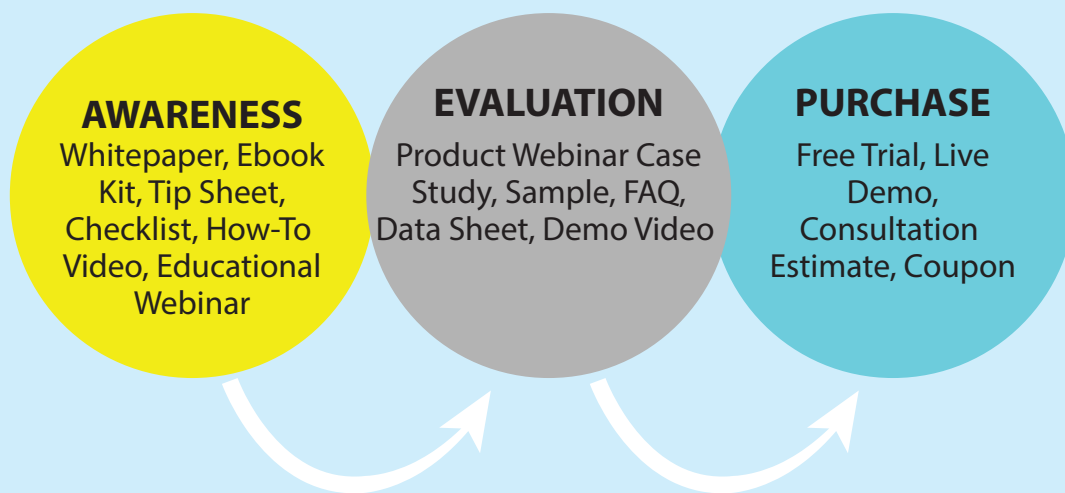 AWARENESS
Whitepaper, Ebook
Kit, Tip Sheet,
Checklist, How-To
Video, Educational
Webinar
EVALUATION
Product Webinar Case
Study, Sample, FAQ,
Data Sheet, Demo Video
PURCHASE
Free Trial, Live
Demo,
Consultation
Estimate, Coupon